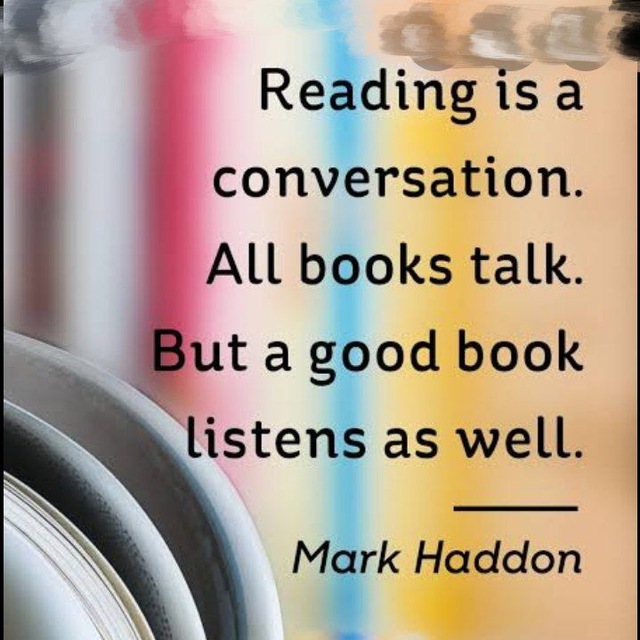 Reading is a
conversation.
All books talk.
But a good book
listens as well.
Mark Haddon